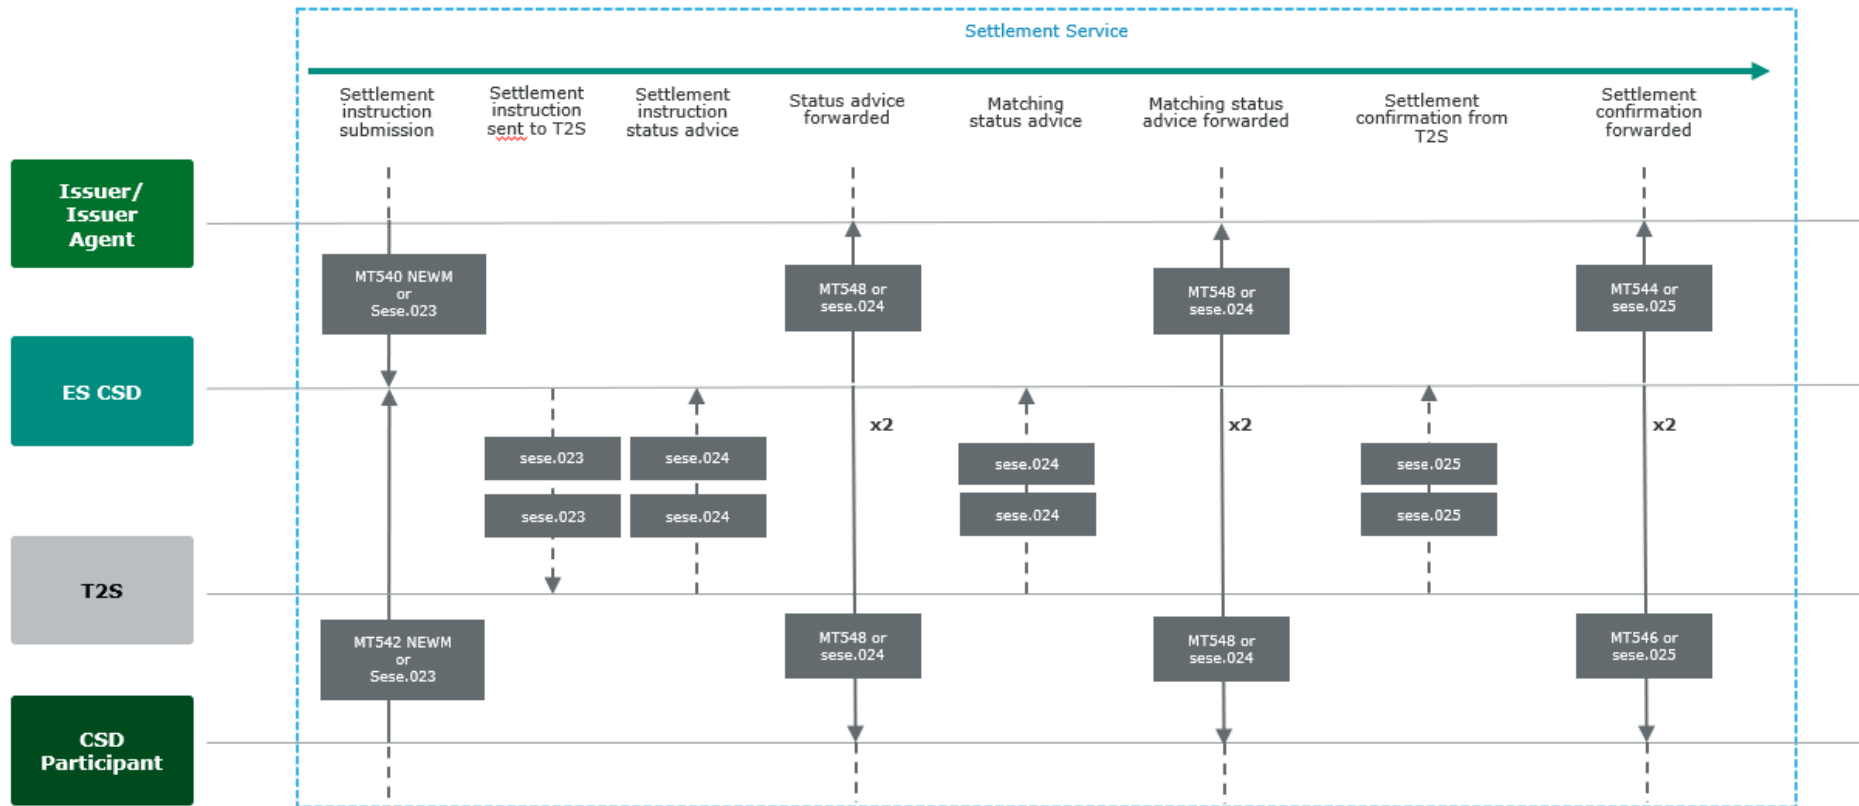 Settlement Service
Settlement
instruction
submission
Settlement
instruction
sent to T2S
Settlement
instruction
status advice
Status advice
forwarded
Matching
status advice
Matching status
advice forwarded
Settlement
confirmation from
T2S
Settlement
confirmation
forwarded
Issuer/
Issuer
Agent
MT540 NEWM
or
Sese.023
MT548 or
sese.024
MT548 or
sese.024
MT544 or
sese.025
ES CSD
x2
x2
x2
sese.023
sese.024
sese.024
sese.025
sese.023
sese.024
sese.024
sese.025
T2S
MT542 NEWM
or
Sese.023
MT548 or
sese.024
MT548 or
sese.024
MT546 or
sese.025
CSD
Participant